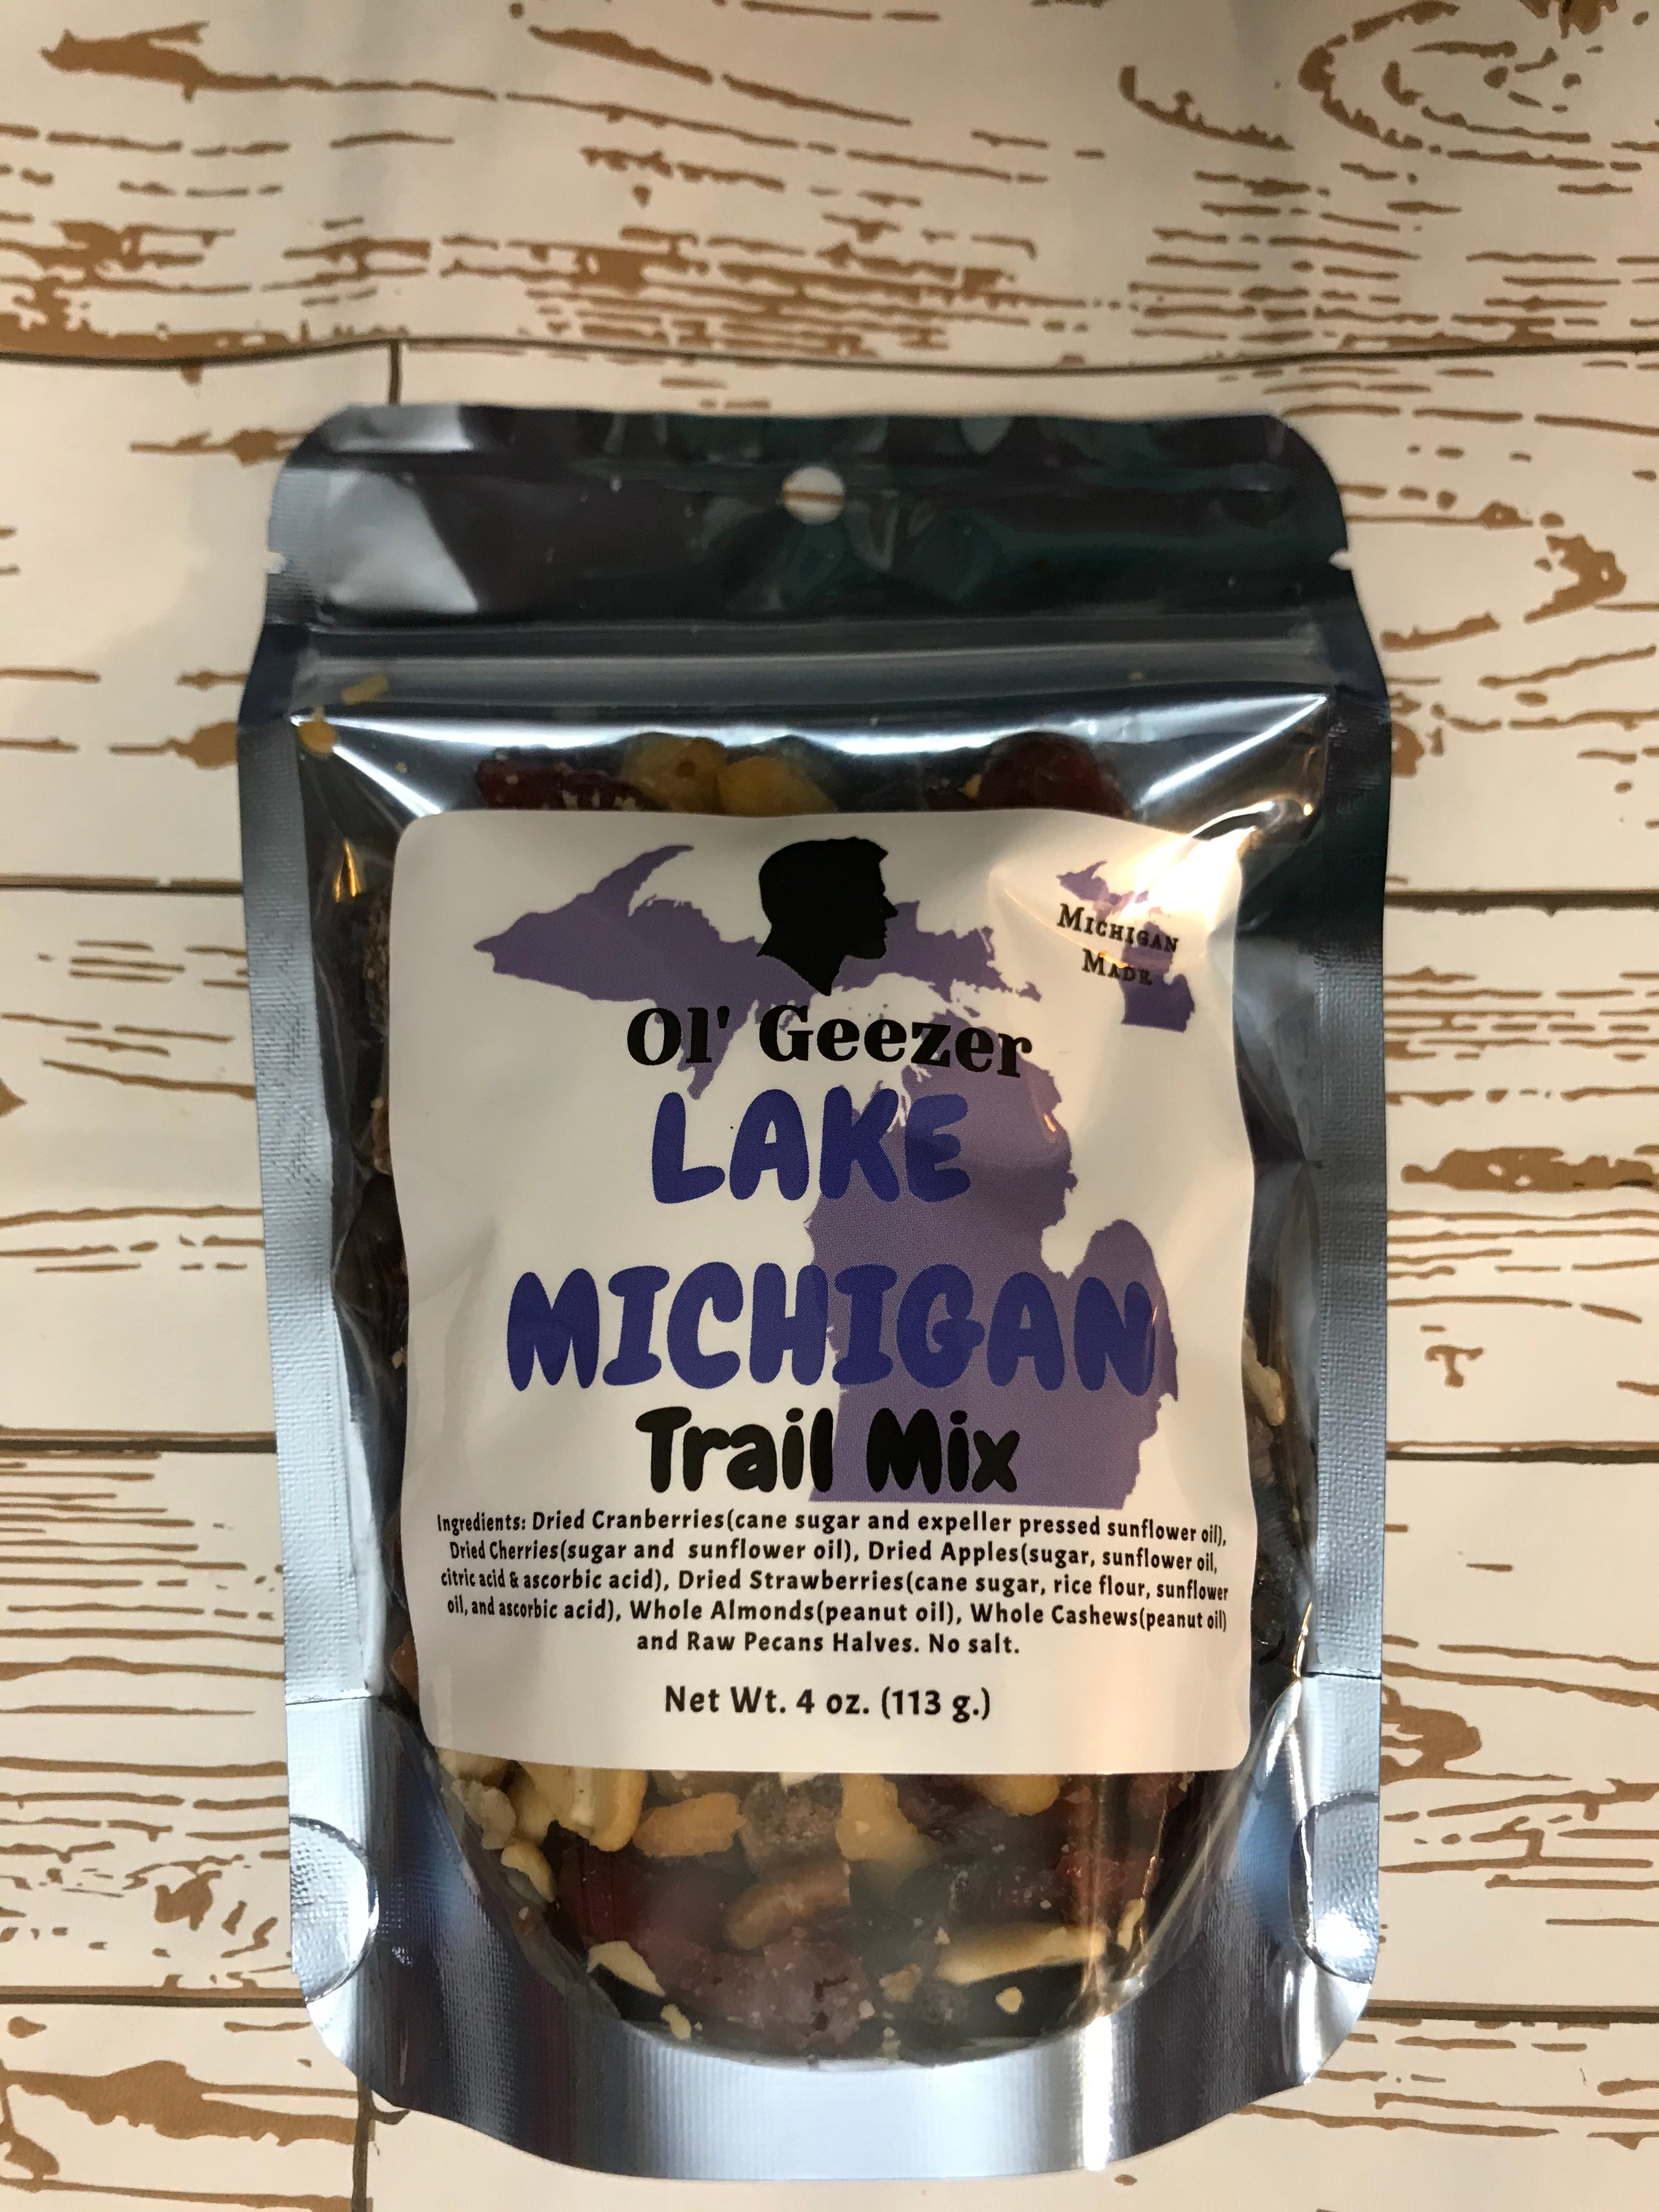 Michigan
Made
Ol' Geezer
LAKE
MICHIGAN
Trail Mix
Ingredients: Dried Cranberries(cane sugar and expeller pressed sunflower oil),
Dried Cherries(sugar and sunflower oil), Dried Apples(sugar, sunflower oil,
citric acid & ascorbic acid), Dried Strawberries(cane sugar, rice flour, sunflower
oil, and ascorbic acid), Whole Almonds(peanut oil), Whole Cashews(peanut oil)
and Raw Pecans Halves. No salt.
Net Wt. 4 oz. (113 g.)